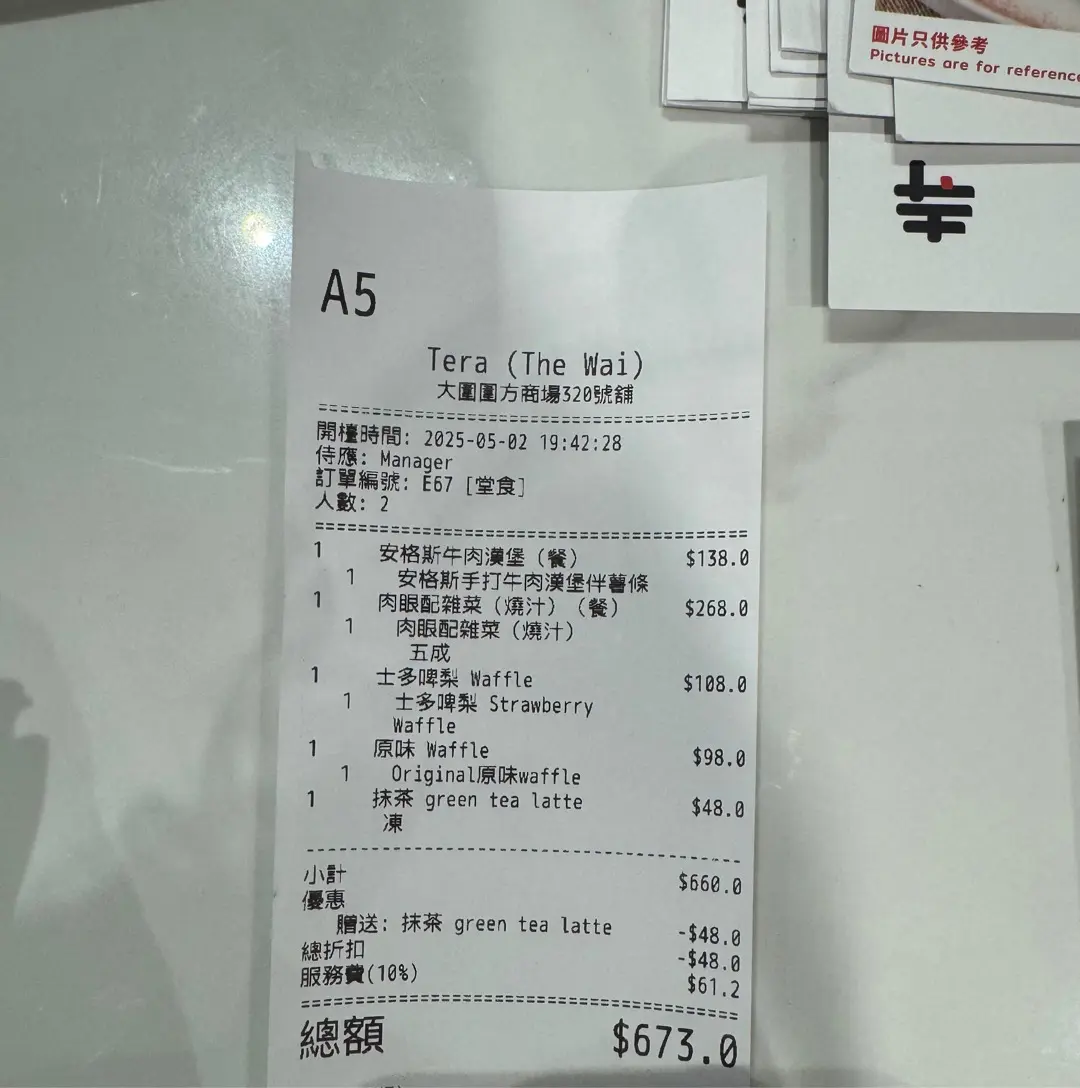 圖片只供參考
Pictures are for reference
A5
Tera (The Wai)
大圍圍方商場320號舖
開檯時間: 2025-05-02 19:42:28
侍應: Manager
訂單編號: E67 [堂食]
人數: 2
1 安格斯牛肉漢堡（餐） $138.0
1 安格斯手打牛肉漢堡伴薯條
1 肉眼配雜菜（燒汁）（餐） $268.0
1 肉眼配雜菜（燒汁）
五成
1 士多啤梨 Waffle $108.0
1 士多啤梨 Strawberry
Waffle
1 原味 Waffle $98.0
1 Original原味waffle
1 抹茶 green tea latte $48.0
凍
小計 $660.0
優惠
贈送: 抹茶 green tea latte -$48.0
總折扣 -$48.0
服務費(10%) $61.2
總額 $673.0